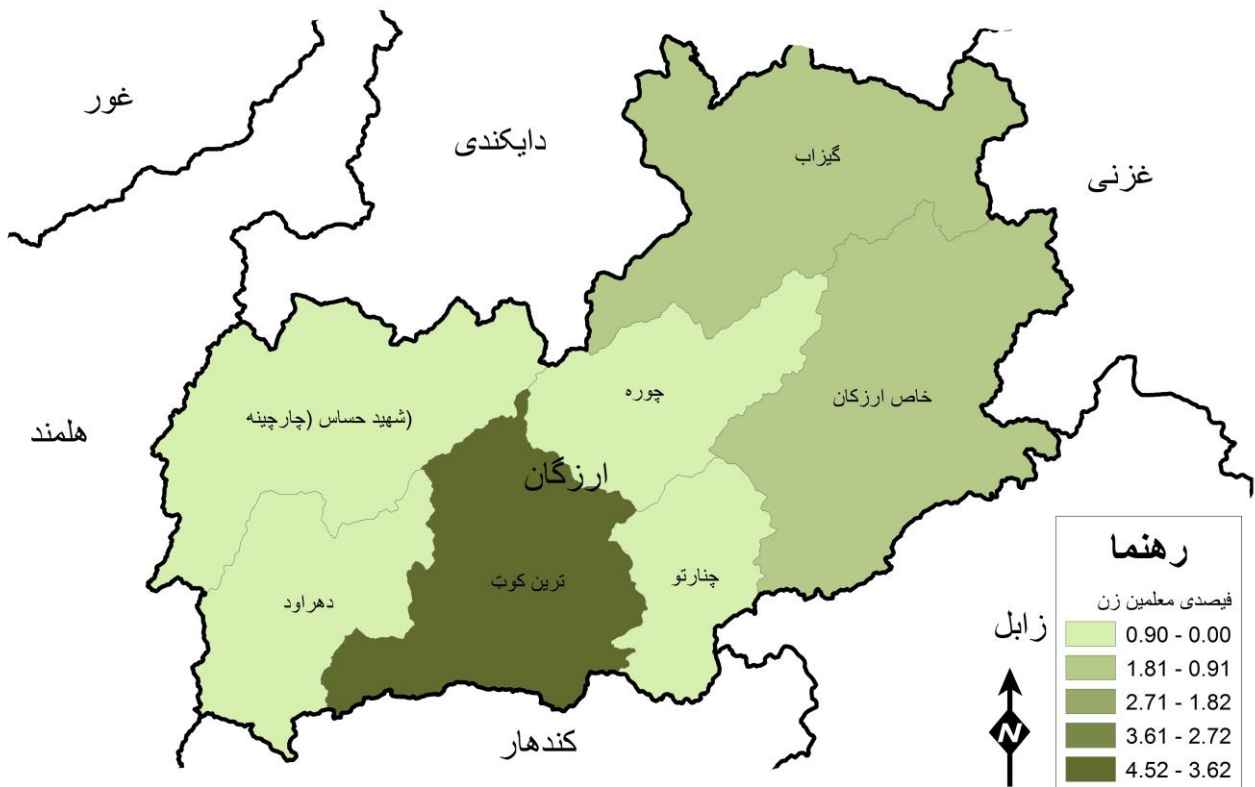 غور
دایکندی
گیزاب
غزنی
خاص ارزکان
چوره
(شهید حساس (چارچینه
هلمند
ارزگان
ترین کوټ
چنارتو
دهراود
زابل
کندهار
N
رهنما
فیصدی معلمین زن
0.90 - 0.00
1.81 - 0.91
2.71 - 1.82
3.61 - 2.72
4.52 - 3.62